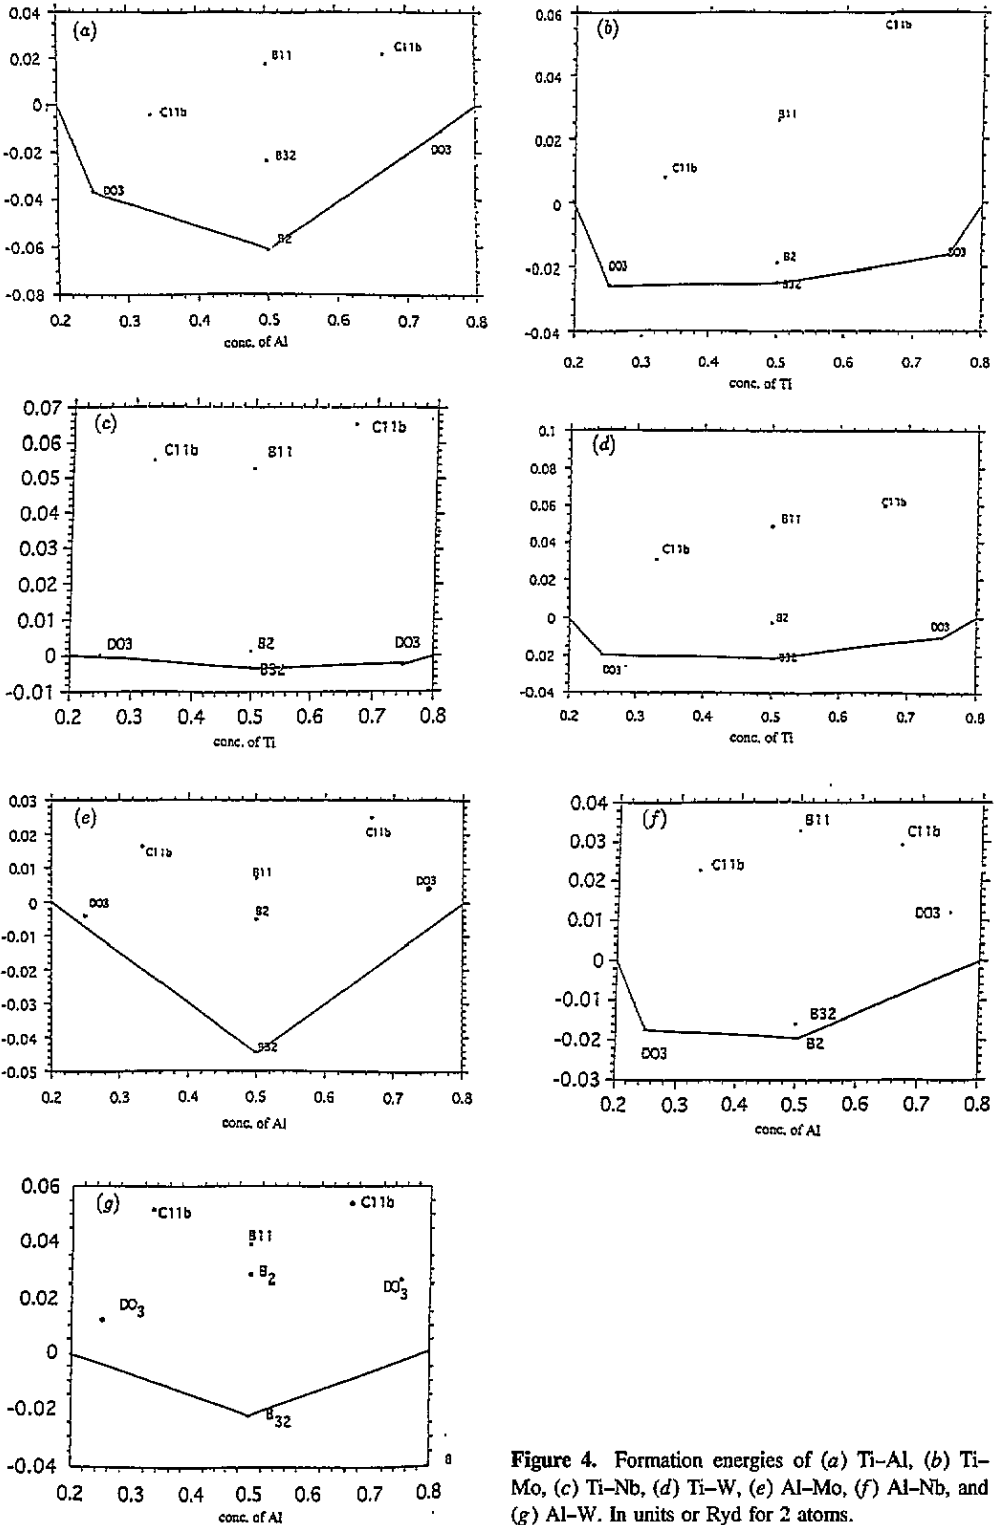 0.04
0.02
0
-0.02
-0.04
-0.06
-0.08
(a)
B11
C11b
C11b
B32
DO3
DO3
B2
0.2 0.3 0.4 0.5 0.6 0.7 0.8
conc. of Al
0.06
0.04
0.02
0
-0.02
-0.04
(b)
C11b
B11
C11b
B2
DO3
DO3
B32
0.2 0.3 0.4 0.5 0.6 0.7 0.8
conc. of Ti
0.07
0.06
0.05
0.04
0.03
0.02
0.01
0
-0.01
(c)
C11b
C11b
B11
DO3
B2
DO3
B32
0.2 0.3 0.4 0.5 0.6 0.7 0.8
conc. of Ti
0.1
0.08
0.06
0.04
0.02
0
0.02
-0.04
(d)
C11b
B11
C11b
B2
DO3
B32
DO3
0.2 0.3 0.4 0.5 0.6 0.7 0.8
conc. of Ti
0.03
0.02
0.01
0
-0.01
-0.02
-0.03
-0.04
-0.05
(e)
C11b
C11b
B11
DO3
DO3
B2
B32
0.2 0.3 0.4 0.5 0.6 0.7 0.8
conc. of Al
0.04
0.03
0.02
0.01
0
-0.01
-0.02
-0.03
(f)
B11
C11b
C11b
DO3
B32
B2
DO3
0.2 0.3 0.4 0.5 0.6 0.7 0.8
conc. of Al
0.06
0.04
0.02
0
-0.02
-0.04
(g)
C11b
C11b
B11
B2
DO3
DO3
B32
0.2 0.3 0.4 0.5 0.6 0.7 0.8
conc. of Al
Figure 4. Formation energies of (a) Ti–Al, (b) Ti–
Mo, (c) Ti–Nb, (d) Ti–W, (e) Al–Mo, (f) Al–Nb, and
(g) Al–W. In units or Ryd for 2 atoms.